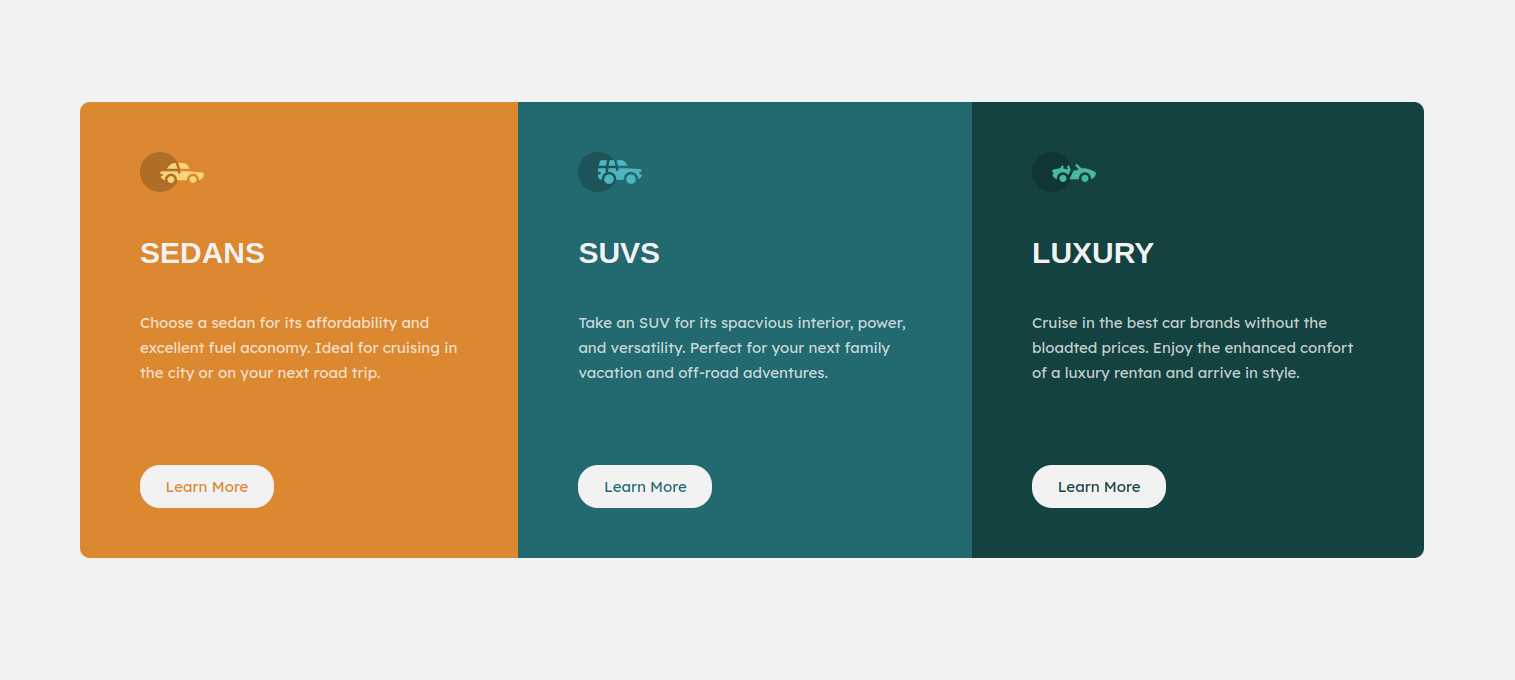 SEDANS
Choose a sedan for its affordability and
excellent fuel aconomy. Ideal for cruising in
the city or on your next road trip.
Learn More
SUVS
Take an SUV for its spacvious interior, power,
and versatility. Perfect for your next family
vacation and off-road adventures.
Learn More
LUXURY
Cruise in the best car brands without the
bloadted prices. Enjoy the enhanced confort
of a luxury rentan and arrive in style.
Learn More